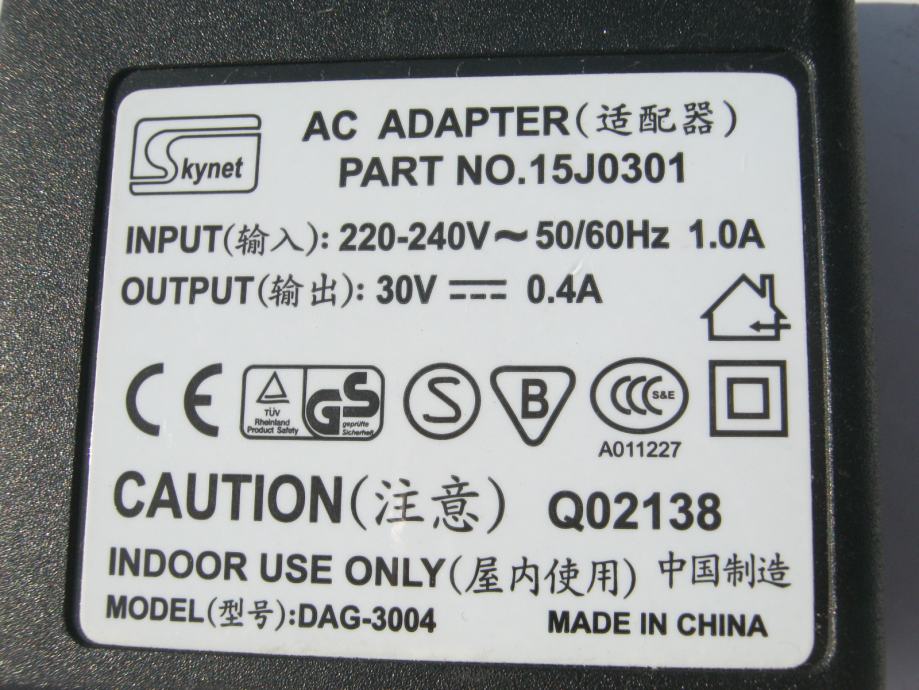 Skynet
AC ADAPTER(适配器)
PART NO.15J0301
INPUT(输入): 220-240V~50/60Hz 1.0A
OUTPUT(输出): 30V ⎓ 0.4A
CE
TÜV
Rheinland
Product Safety
GS
geprüfte
Sicherheit
S
B
CCC S&E
A011227
CAUTION(注意) Q02138
INDOOR USE ONLY(屋内使用) 中国制造
MODEL(型号):DAG-3004 MADE IN CHINA